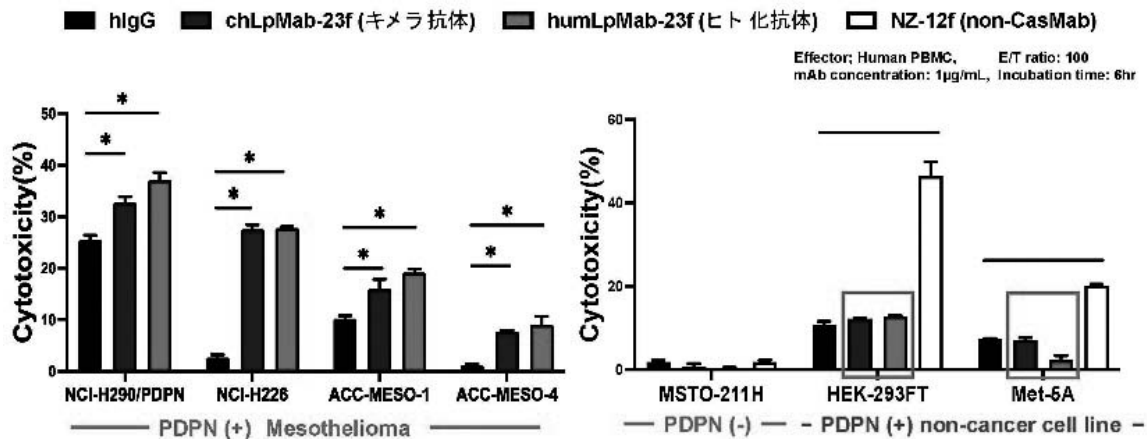 hIgG chLpMab-23f (キメラ抗体) humLpMab-23f (ヒト化抗体) NZ-12f (non-CasMab)
Effector; Human PBMC, E/T ratio: 100
mAb concentration: 1µg/mL, Incubation time: 6hr
Cytotoxicity(%)
50
40
30
20
10
0
* * * * * * * *
NCI-H290/PDPN NCI-H226 ACC-MESO-1 ACC-MESO-4
PDPN (+) Mesothelioma
Cytotoxicity(%)
60
40
20
0
MSTO-211H HEK-293FT Met-5A
PDPN (-) PDPN (+) non-cancer cell line